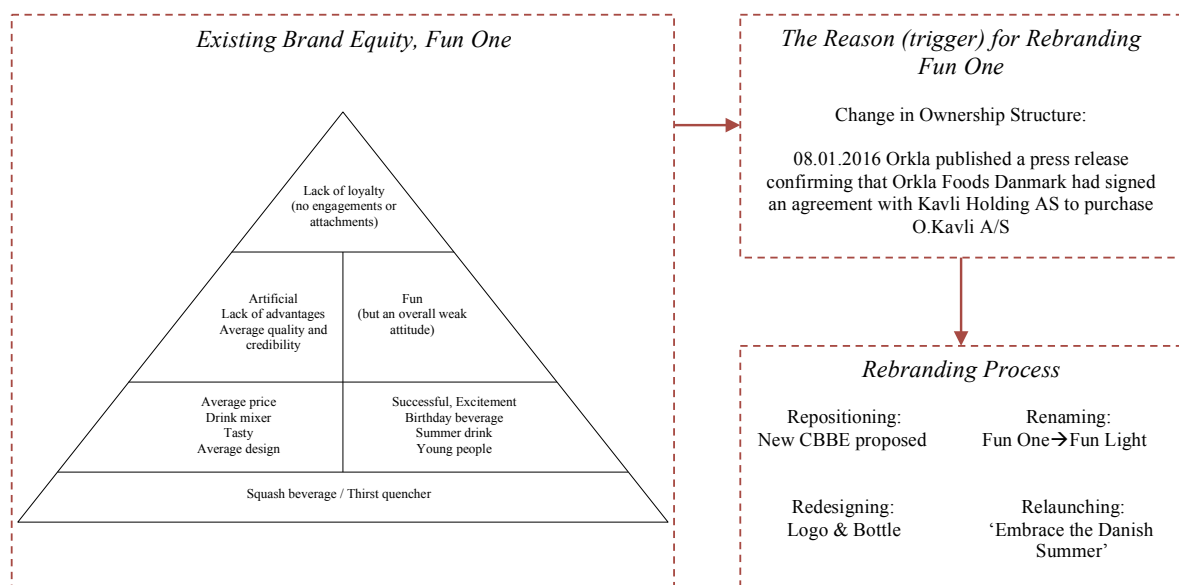 Existing Brand Equity, Fun One
Lack of loyalty
(no engagements or
attachments)
Artificial
Lack of advantages
Average quality and
credibility
Fun
(but an overall weak
attitude)
Average price
Drink mixer
Tasty
Average design
Successful, Excitement
Birthday beverage
Summer drink
Young people
Squash beverage / Thirst quencher
The Reason (trigger) for Rebranding
Fun One
Change in Ownership Structure:
08.01.2016 Orkla published a press release
confirming that Orkla Foods Danmark had signed
an agreement with Kavli Holding AS to purchase
O.Kavli A/S
Rebranding Process
Repositioning:
New CBBE proposed
Renaming:
Fun One→Fun Light
Redesigning:
Logo & Bottle
Relaunching:
‘Embrace the Danish
Summer’